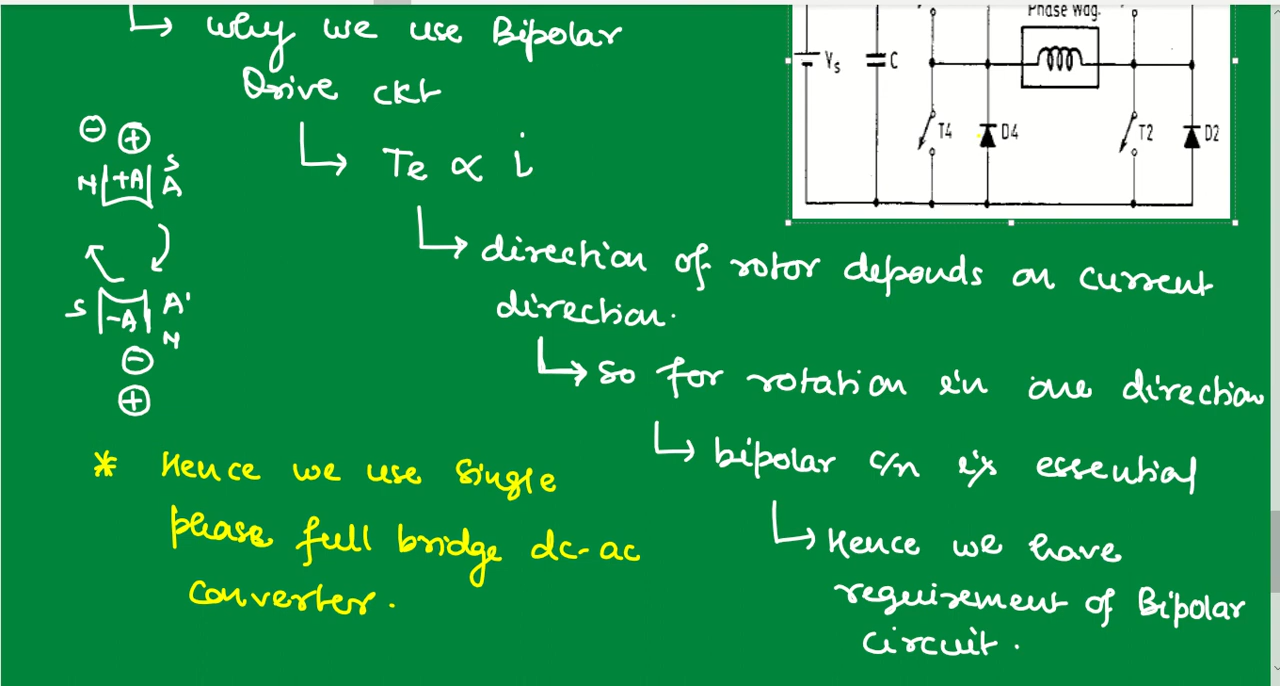 ↳ why we use Bipolar
Drive ckt
↳ Te ∝ i
↳ direction of rotor depends on current
direction.
↳ so for rotation in one direction
↳ bipolar c/n is essential
↳ Hence we have
requirement of Bipolar
circuit.
* Hence we use Single
phase full bridge dc-ac
converter.
⊖ ⊕
S
N +A A
S -A A'
N
⊖
⊕
Phase Wdg.
Vs C
T4 D4 T2 D2